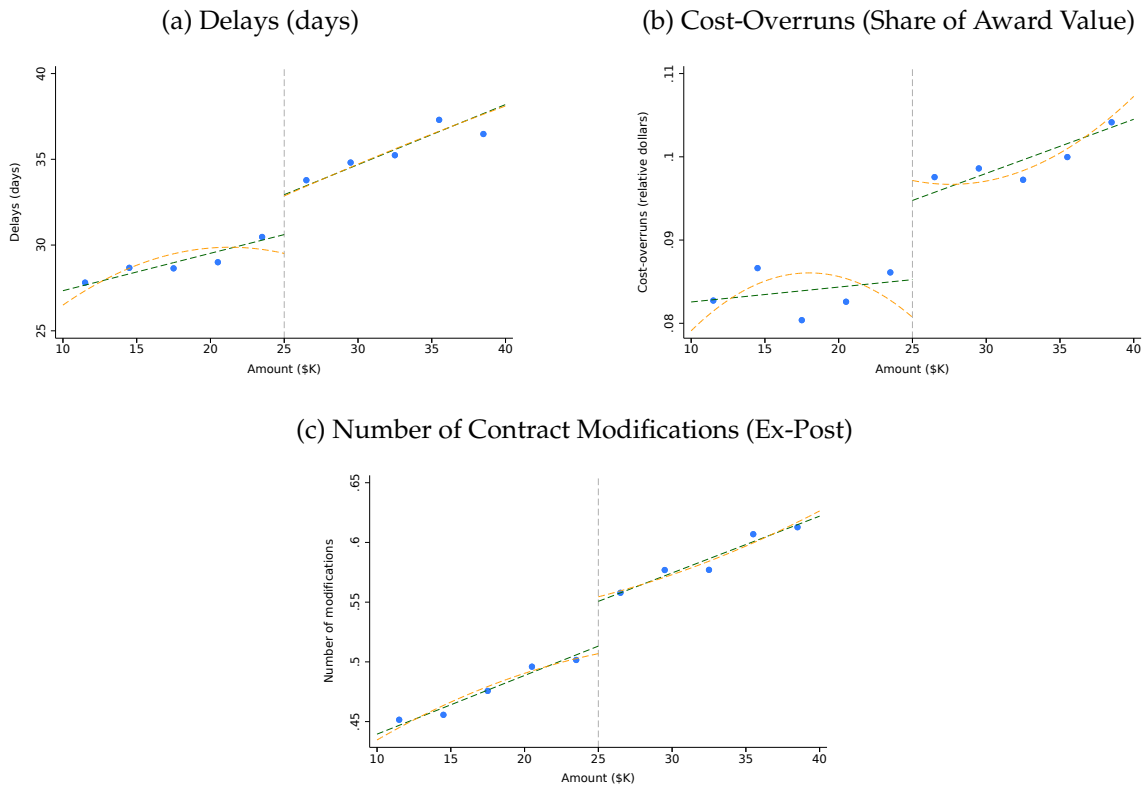 (a) Delays (days)
(b) Cost-Overruns (Share of Award Value)
40
35
30
25
Delays (days)
10 15 20 25 30 35 40
Amount ($K)
.11
.1
.09
.08
Cost-overruns (relative dollars)
10 15 20 25 30 35 40
Amount ($K)
(c) Number of Contract Modifications (Ex-Post)
.65
.6
.55
.5
.45
Number of modifications
10 15 20 25 30 35 40
Amount ($K)